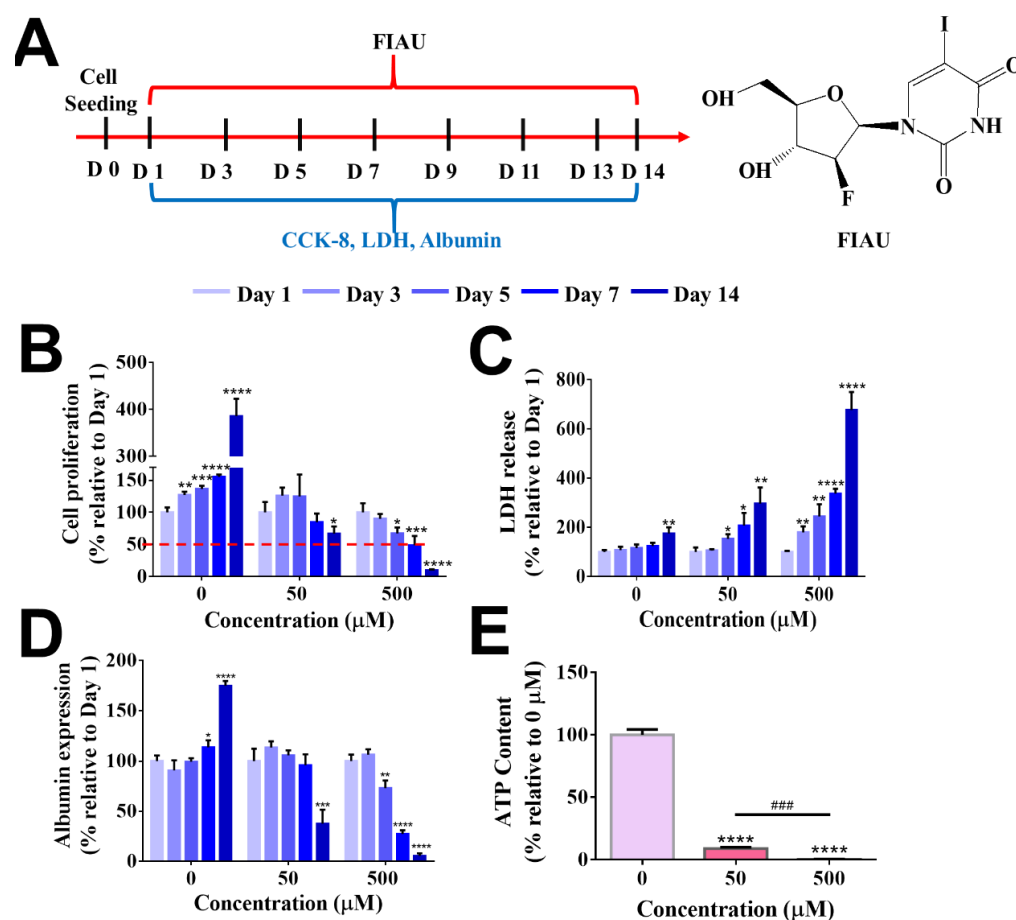 A
FIAU
Cell
Seeding
D 0
D 1
D 3
D 5
D 7
D 9
D 11
D 13
D 14
CCK-8, LDH, Albumin
I
O
OH
O
N
NH
OH
O
F
FIAU
Day 1
Day 3
Day 5
Day 7
Day 14
B
Cell proliferation
(% relative to Day 1)
500
400
300
150
100
50
0
**
***
****
****
*
*
***
****
0
50
500
Concentration (µM)
C
LDH release
(% relative to Day 1)
800
600
400
200
0
**
*
*
**
**
**
****
****
0
50
500
Concentration (µM)
D
Albumin expression
(% relative to Day 1)
200
150
100
50
0
*
****
***
**
****
****
0
50
500
Concentration (µM)
E
ATP Content
(% relative to 0 µM)
150
100
50
0
****
###
****
0
50
500
Concentration (µM)